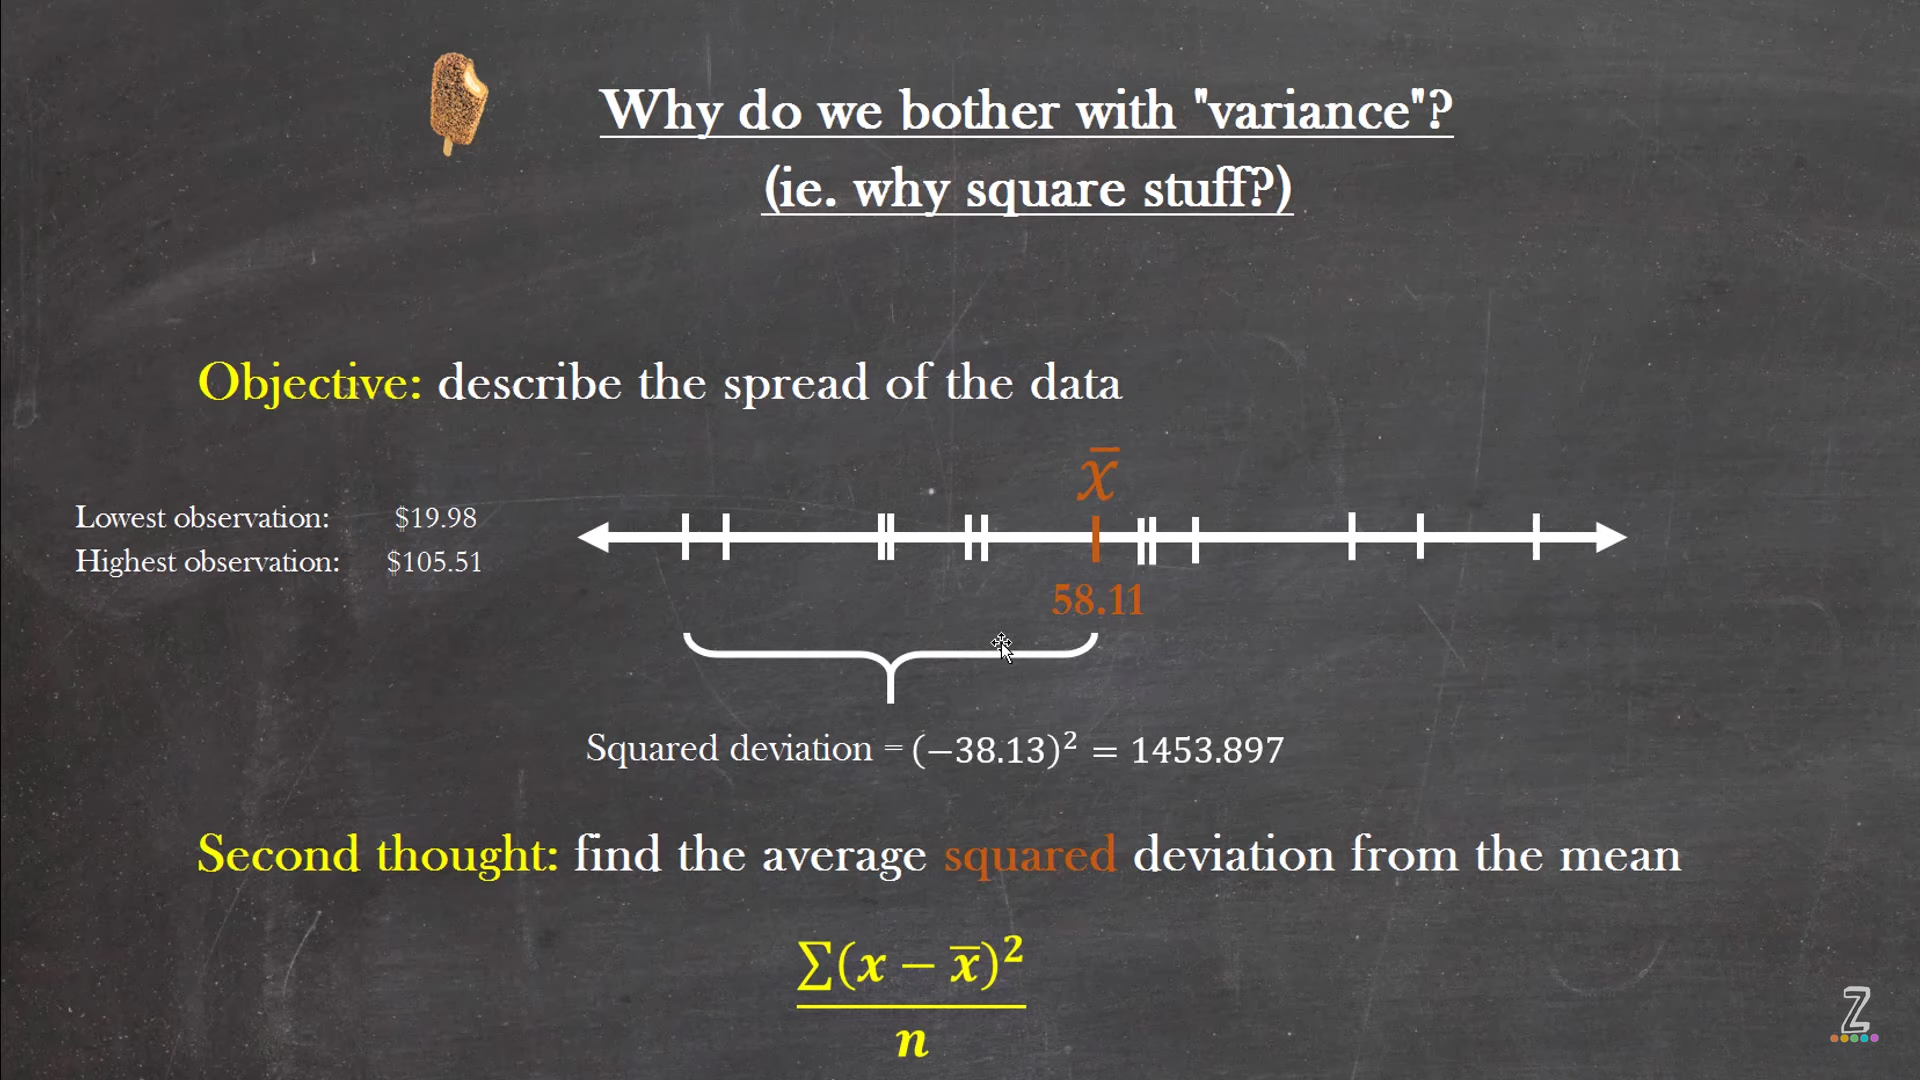 Why do we bother with "variance"?
(ie. why square stuff?)
Objective: describe the spread of the data
x̄
Lowest observation: $19.98
Highest observation: $105.51
58.11
Squared deviation = (−38.13)² = 1453.897
Second thought: find the average squared deviation from the mean
∑(x − x̄)²
n
Z